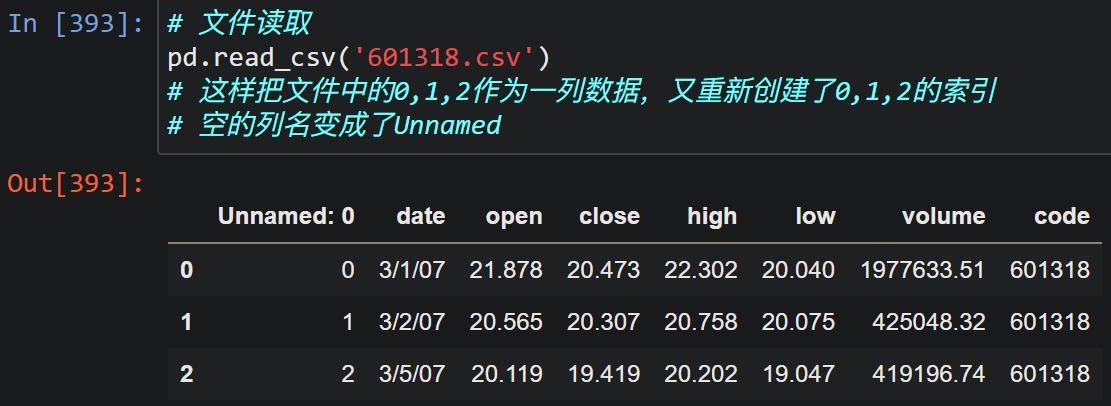 In [393]: # 文件读取
pd.read_csv('601318.csv')
# 这样把文件中的0,1,2作为一列数据，又重新创建了0,1,2的索引
# 空的列名变成了Unnamed
Out[393]:
Unnamed: 0 date open close high low volume code
0 0 3/1/07 21.878 20.473 22.302 20.040 1977633.51 601318
1 1 3/2/07 20.565 20.307 20.758 20.075 425048.32 601318
2 2 3/5/07 20.119 19.419 20.202 19.047 419196.74 601318